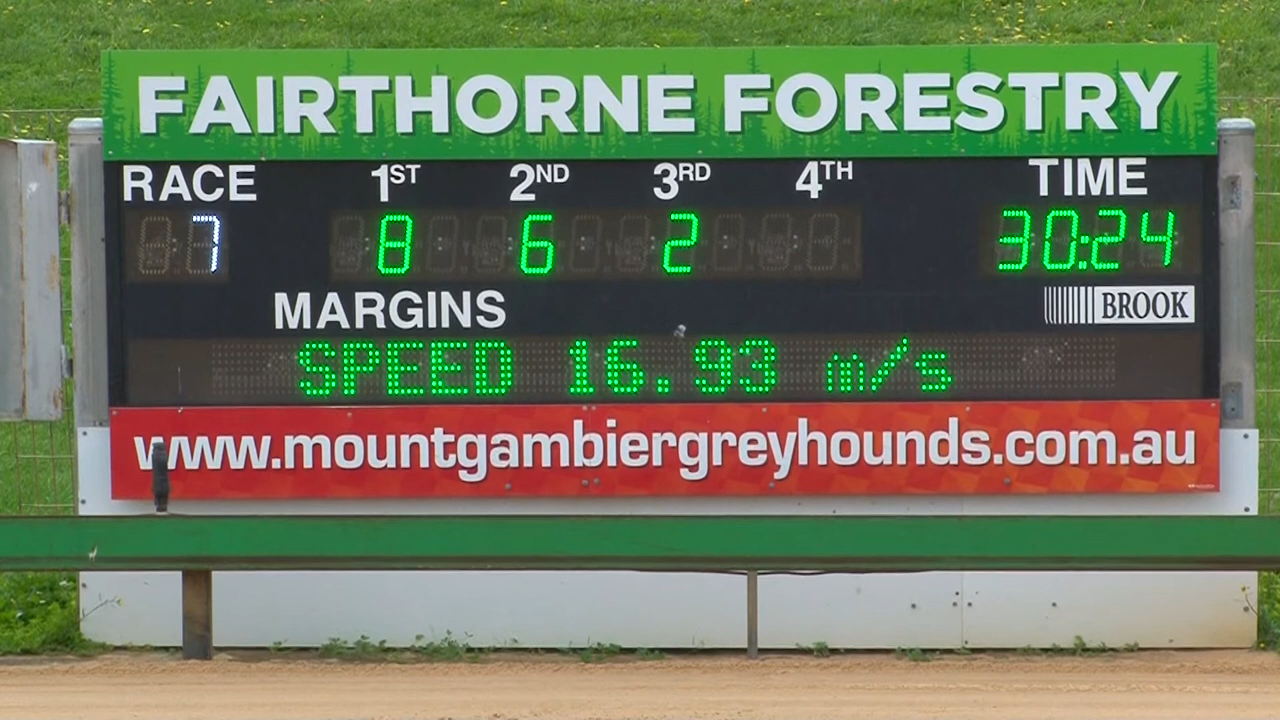 FAIRTHORNE FORESTRY
RACE 1ST 2ND 3RD 4TH TIME
7 8 6 2 30:24
MARGINS BROOK
SPEED 16.93 m/s
www.mountgambiergreyhounds.com.au